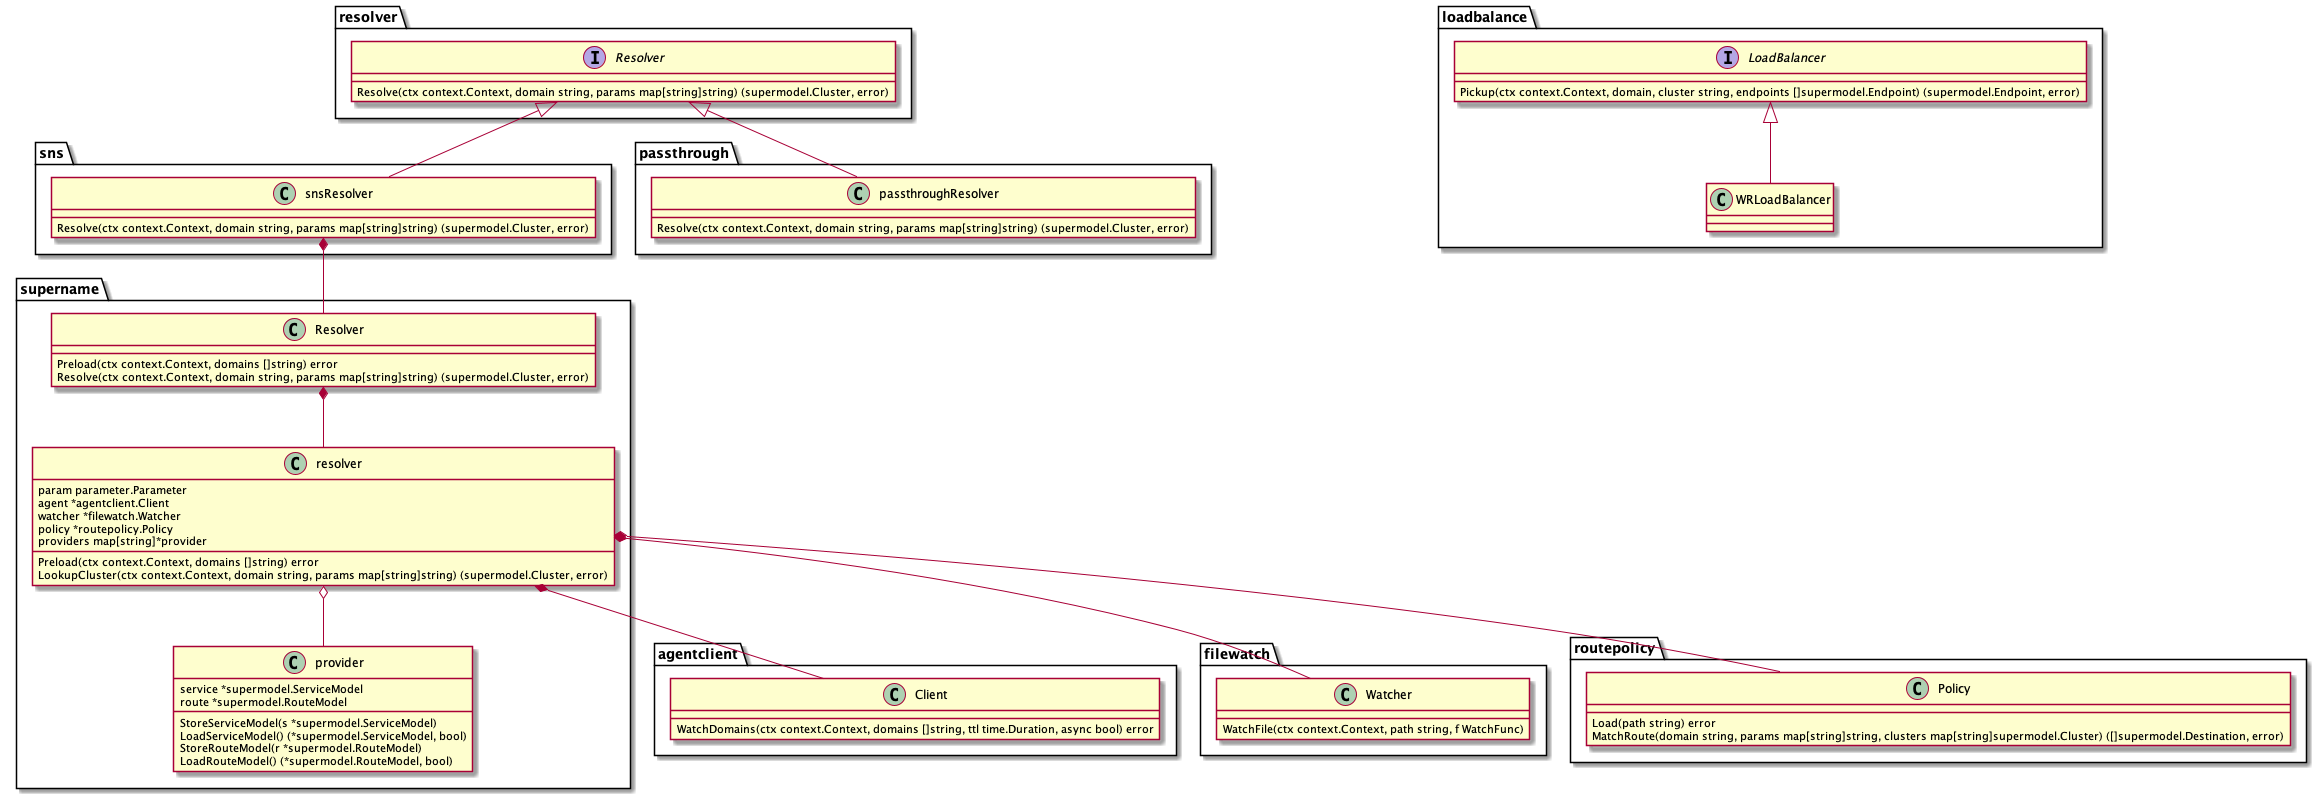 resolver
I Resolver
Resolve(ctx context.Context, domain string, params map[string]string) (supermodel.Cluster, error)
loadbalance
I LoadBalancer
Pickup(ctx context.Context, domain, cluster string, endpoints []supermodel.Endpoint) (supermodel.Endpoint, error)
C WRLoadBalancer
sns
C snsResolver
Resolve(ctx context.Context, domain string, params map[string]string) (supermodel.Cluster, error)
passthrough
C passthroughResolver
Resolve(ctx context.Context, domain string, params map[string]string) (supermodel.Cluster, error)
supername
C Resolver
Preload(ctx context.Context, domains []string) error
Resolve(ctx context.Context, domain string, params map[string]string) (supermodel.Cluster, error)
C resolver
param parameter.Parameter
agent *agentclient.Client
watcher *filewatch.Watcher
policy *routepolicy.Policy
providers map[string]*provider
Preload(ctx context.Context, domains []string) error
LookupCluster(ctx context.Context, domain string, params map[string]string) (supermodel.Cluster, error)
C provider
service *supermodel.ServiceModel
route *supermodel.RouteModel
StoreServiceModel(s *supermodel.ServiceModel)
LoadServiceModel() (*supermodel.ServiceModel, bool)
StoreRouteModel(r *supermodel.RouteModel)
LoadRouteModel() (*supermodel.RouteModel, bool)
agentclient
C Client
WatchDomains(ctx context.Context, domains []string, ttl time.Duration, async bool) error
filewatch
C Watcher
WatchFile(ctx context.Context, path string, f WatchFunc)
routepolicy
C Policy
Load(path string) error
MatchRoute(domain string, params map[string]string, clusters map[string]supermodel.Cluster) ([]supermodel.Destination, error)